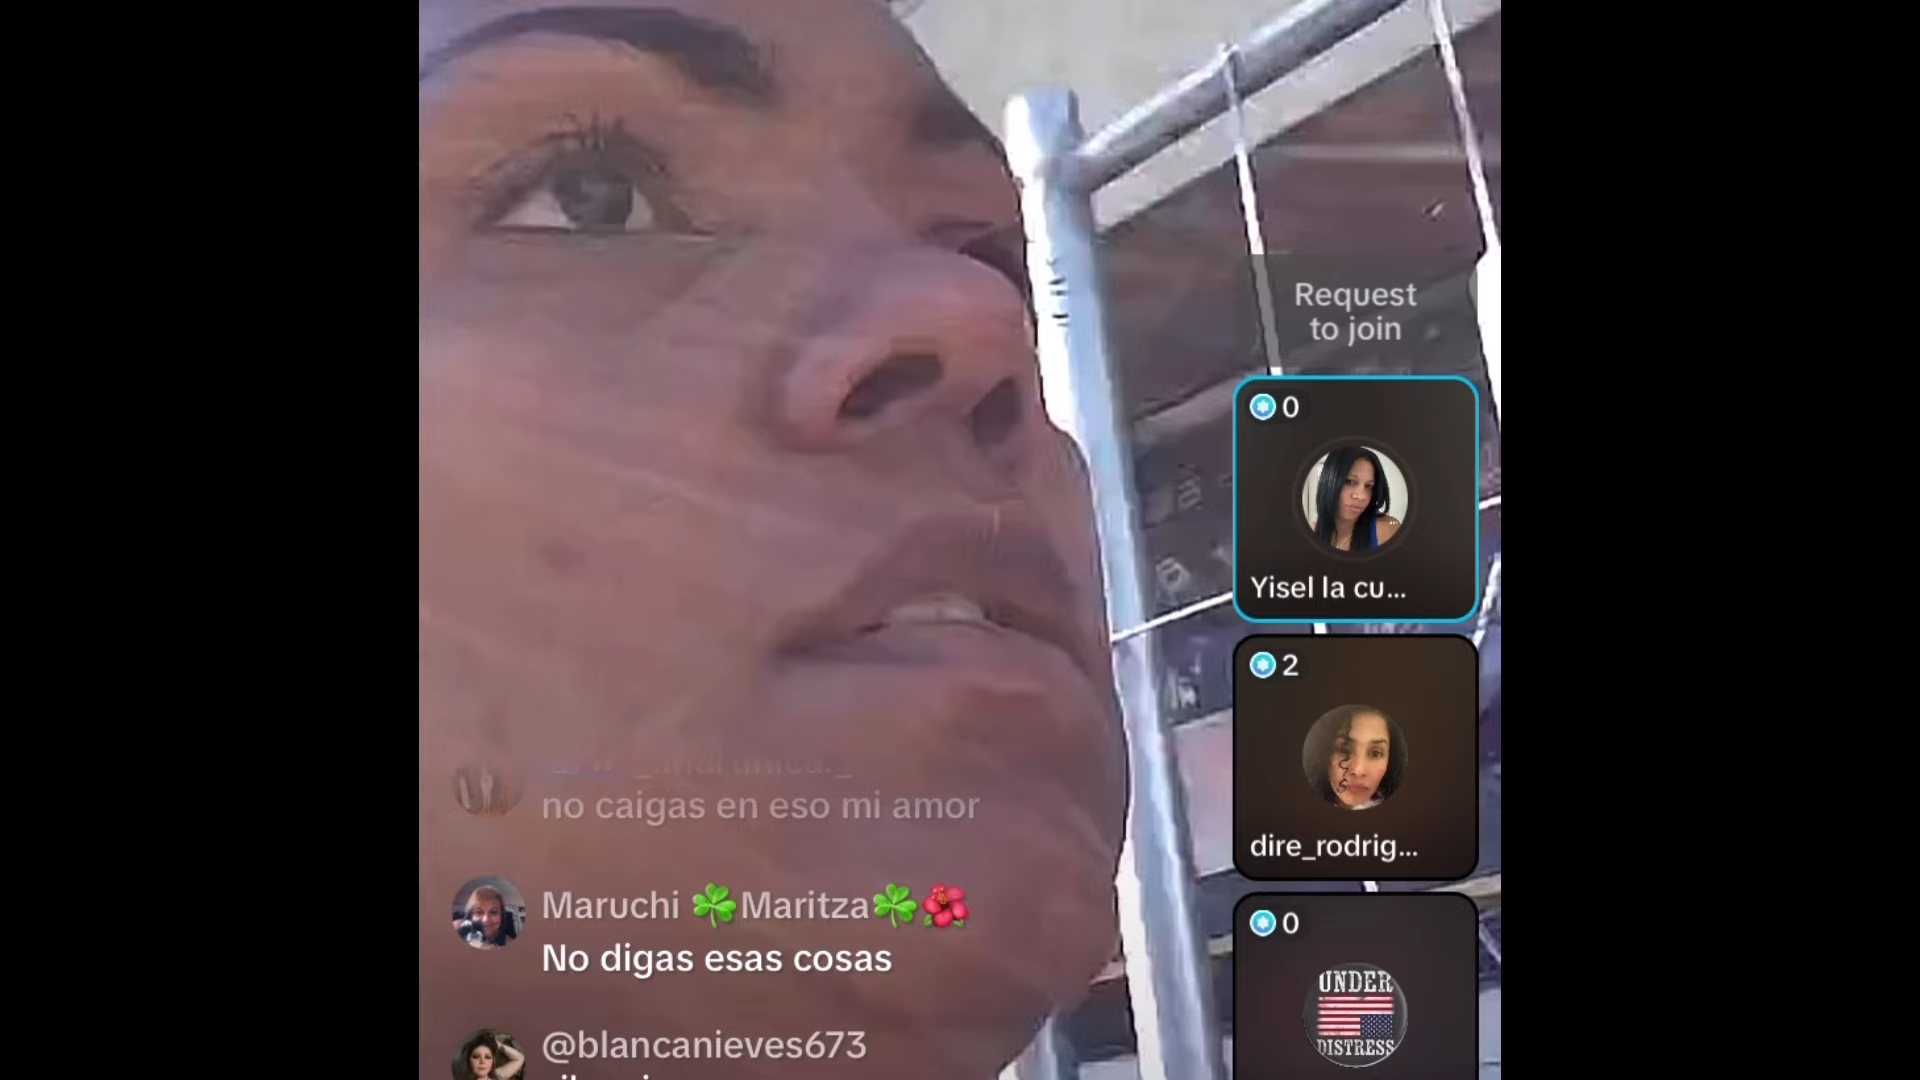 Request
to join
0
Yisel la cu...
2
dire_rodrig...
0
UNDER
DISTRESS
no caigas en eso mi amor
Maruchi ☘️Maritza☘️🌺
No digas esas cosas
@blancanieves673